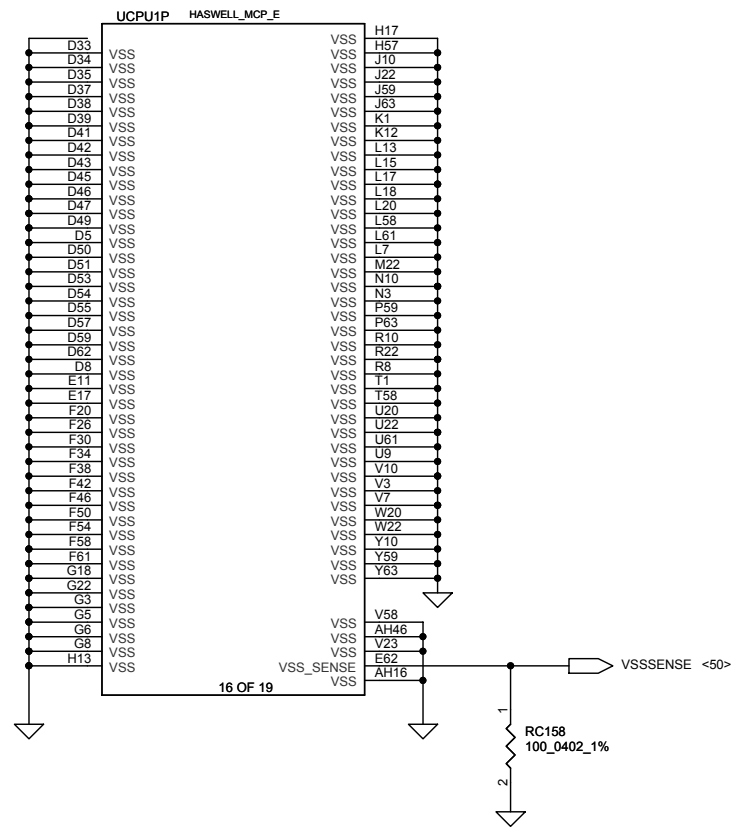 UCPU1P HASWELL_MCP_E
VSS H17
D33 VSS VSS H57
D34 VSS VSS J10
D35 VSS VSS J22
D37 VSS VSS J59
D38 VSS VSS J63
D39 VSS VSS K1
D41 VSS VSS K12
D42 VSS VSS L13
D43 VSS VSS L15
D45 VSS VSS L17
D46 VSS VSS L18
D47 VSS VSS L20
D49 VSS VSS L58
D5 VSS VSS L61
D50 VSS VSS L7
D51 VSS VSS M22
D53 VSS VSS N10
D54 VSS VSS N3
D55 VSS VSS P59
D57 VSS VSS P63
D59 VSS VSS R10
D62 VSS VSS R22
D8 VSS VSS R8
E11 VSS VSS T1
E17 VSS VSS T58
F20 VSS VSS U20
F26 VSS VSS U22
F30 VSS VSS U61
F34 VSS VSS U9
F38 VSS VSS V10
F42 VSS VSS V3
F46 VSS VSS V7
F50 VSS VSS W20
F54 VSS VSS W22
F58 VSS VSS Y10
F61 VSS VSS Y59
G18 VSS VSS Y63
G22 VSS
G3 VSS
G5 VSS VSS V58
G6 VSS VSS AH46
G8 VSS VSS V23
H13 VSS VSS_SENSE E62 VSSSENSE <50>
VSS AH16
16 OF 19
1
RC158
100_0402_1%
2